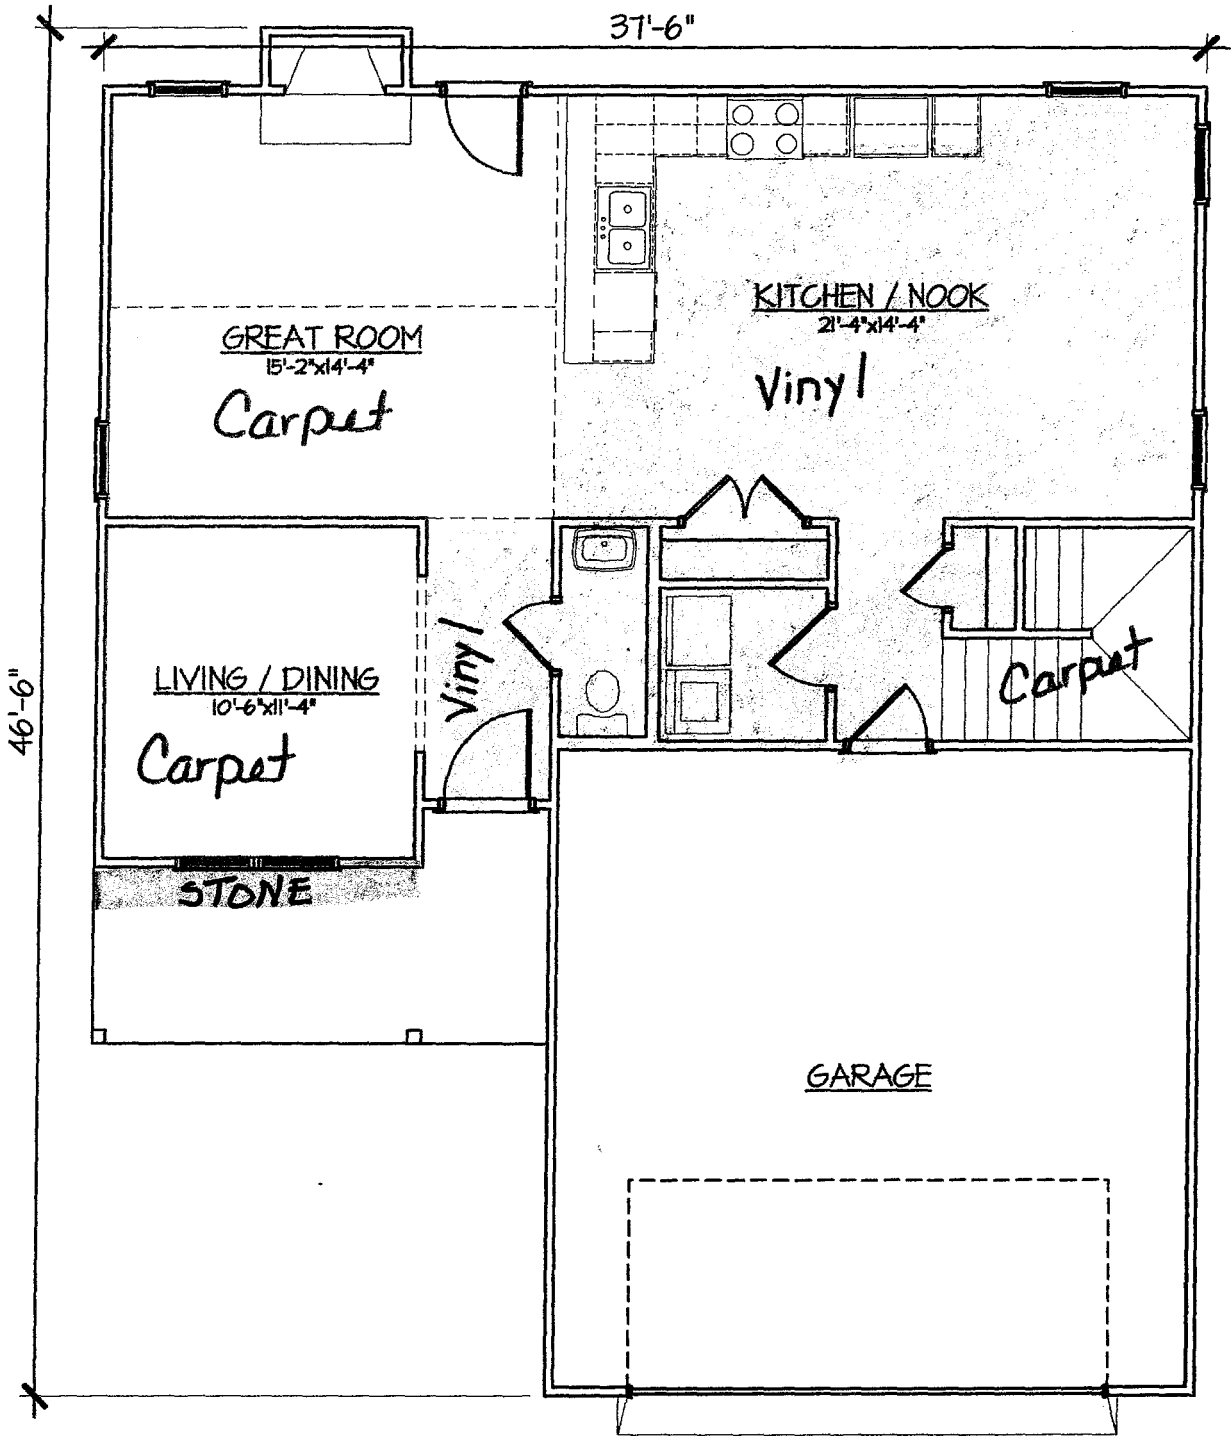 37'-6"
KITCHEN / NOOK
21'-4"x14'-4"
GREAT ROOM
15'-2"x14'-4"
Vinyl
Carpet
Vinyl
Carpet
LIVING / DINING
10'-6"x11'-4"
46'-6"
Carpet
STONE
GARAGE